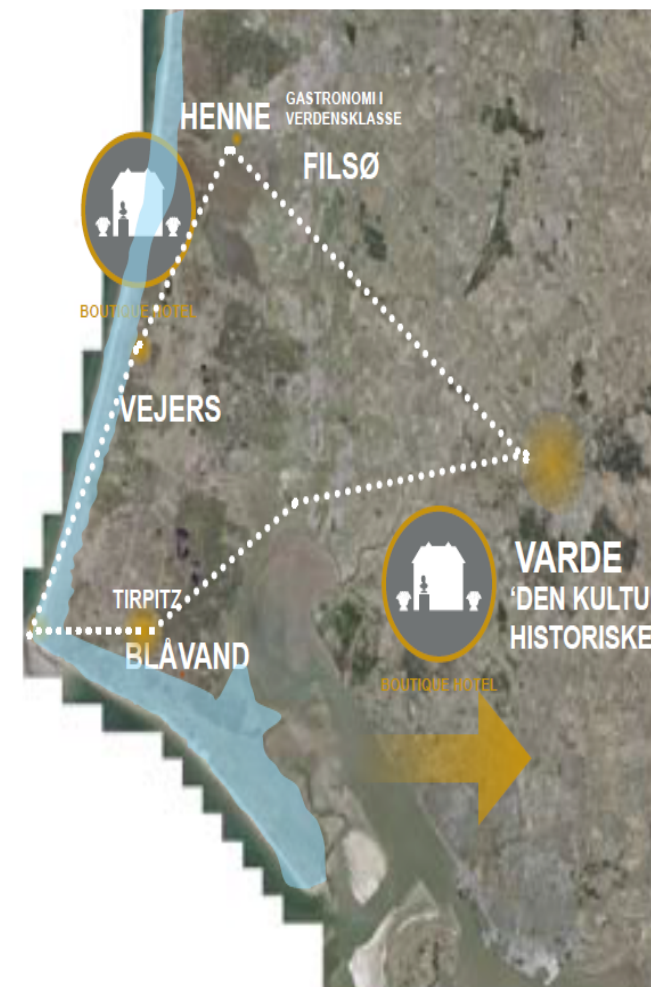 HENNE
GASTRONOMI I
VERDENSKLASSE
FILSØ
BOUTIQUE HOTEL
VEJERS
VARDE
'DEN KULTU
HISTORISKE
TIRPITZ
BLÅVAND
BOUTIQUE HOTEL